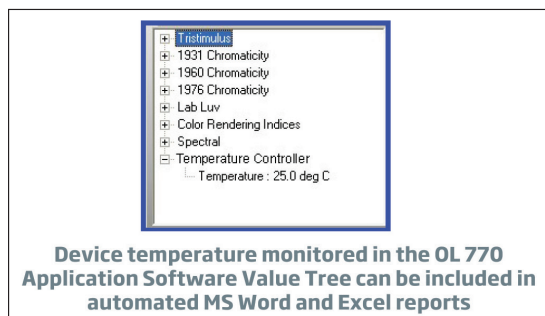 Tristimulus
1931 Chromaticity
1960 Chromaticity
1976 Chromaticity
Lab Luv
Color Rendering Indices
Spectral
Temperature Controller
Temperature : 25.0 deg C
Device temperature monitored in the OL 770
Application Software Value Tree can be included in
automated MS Word and Excel reports